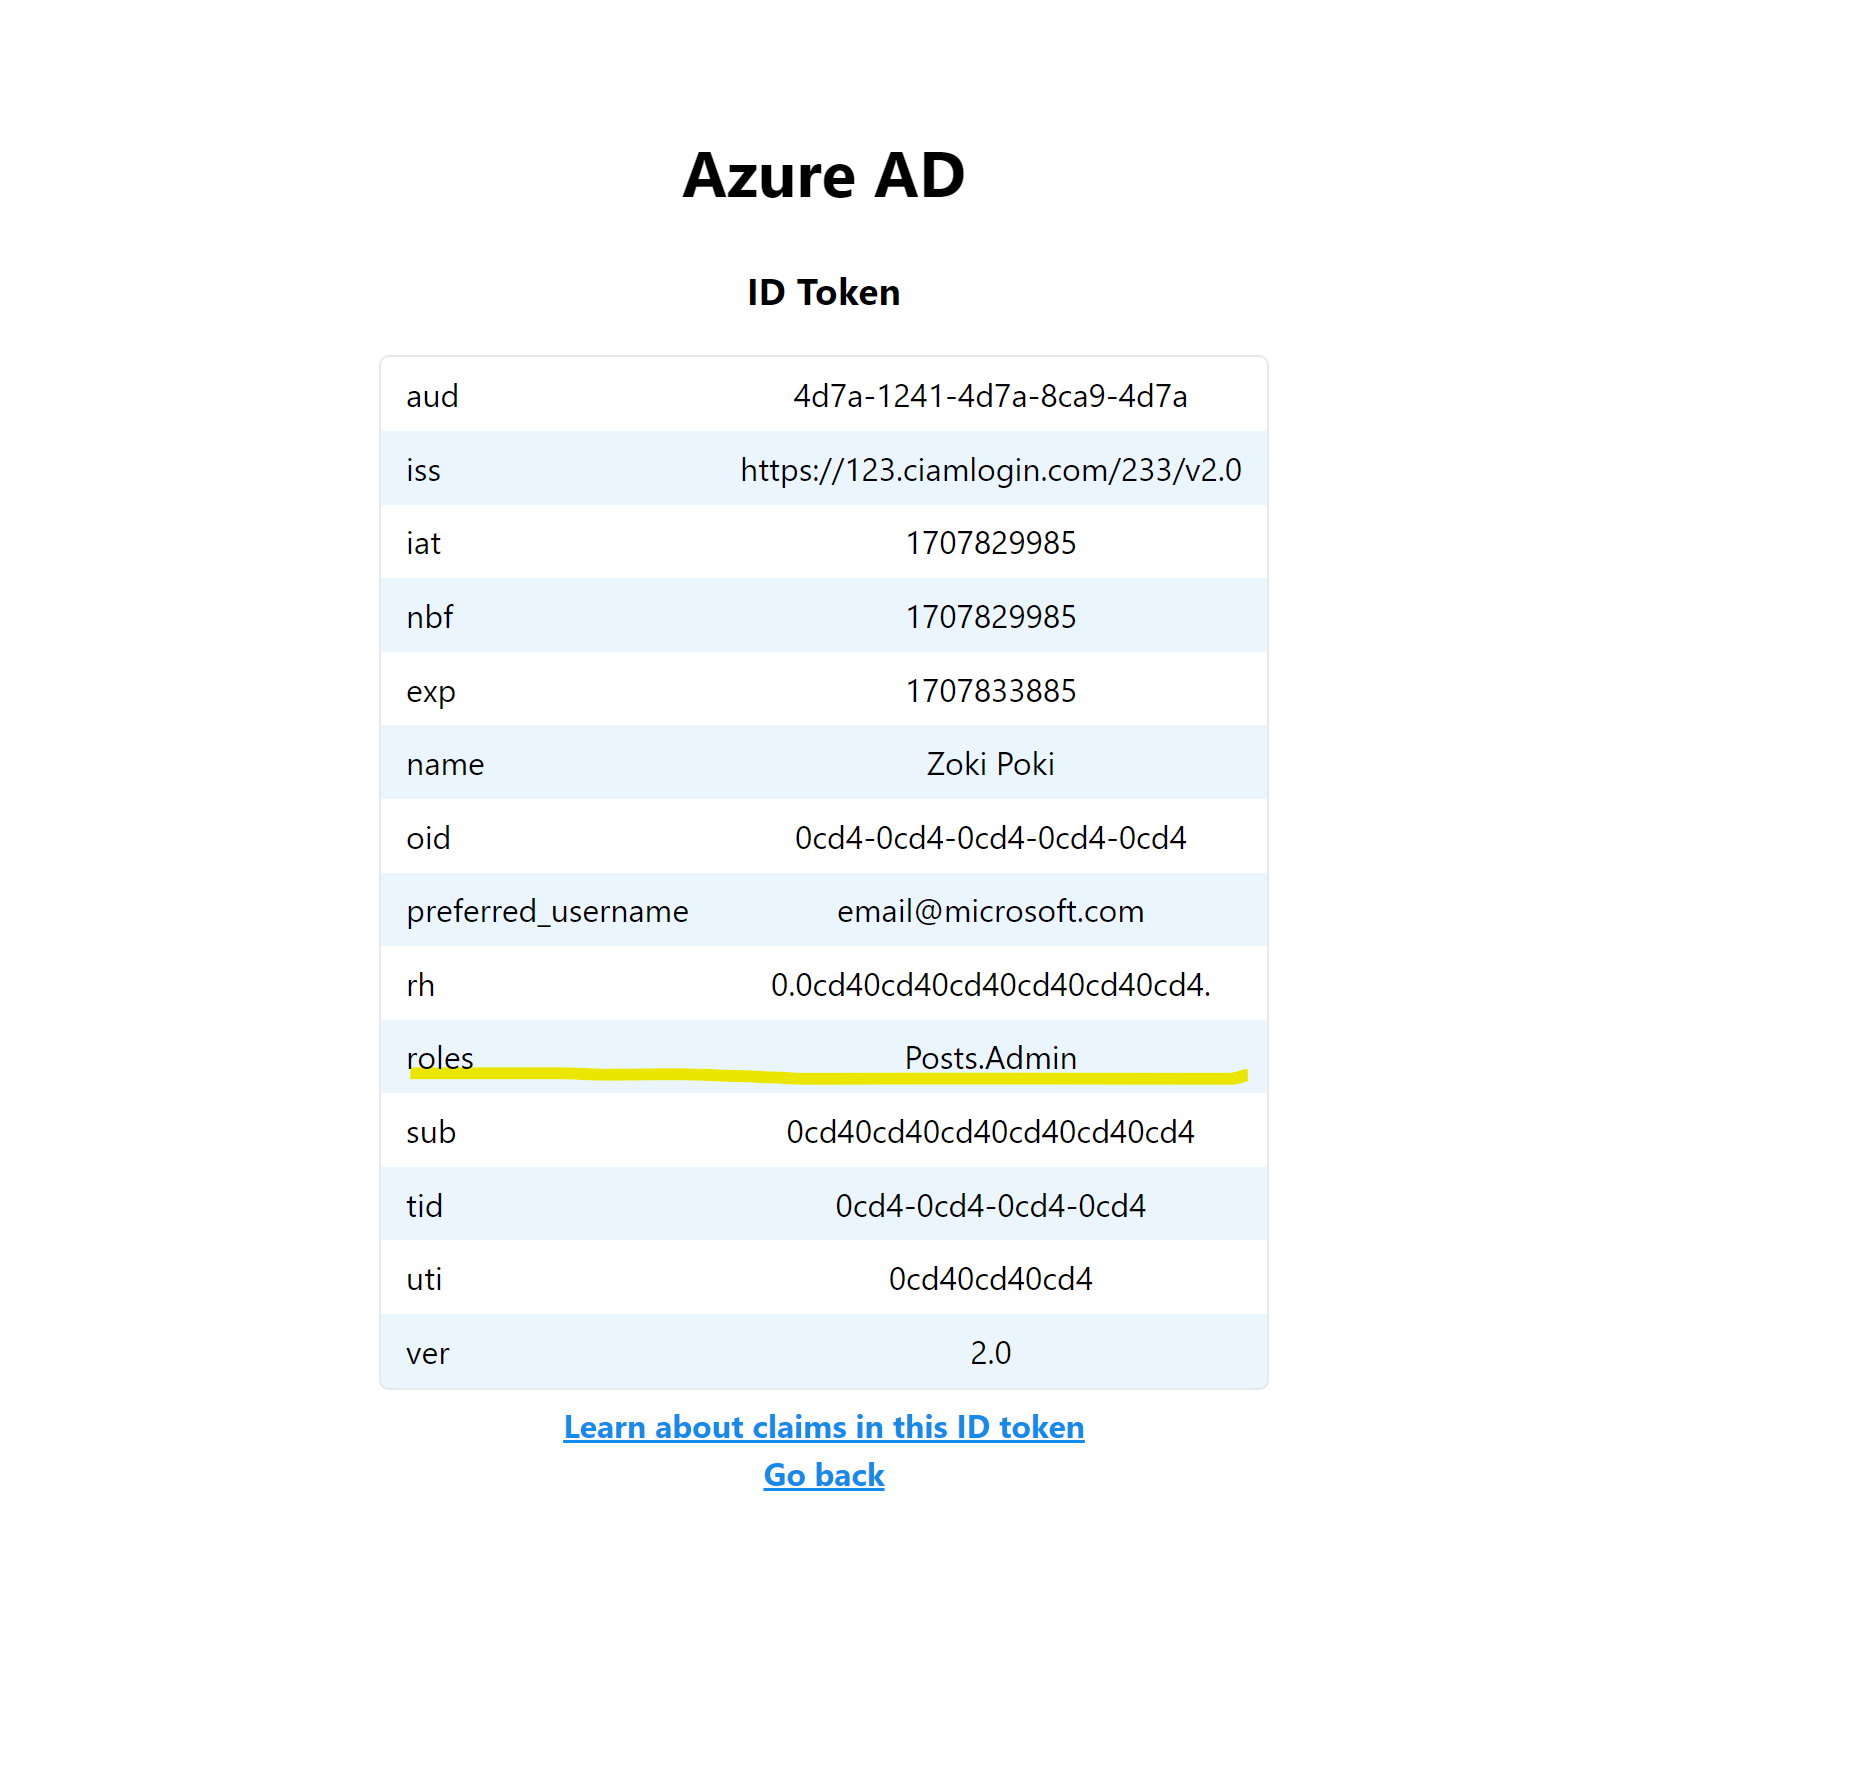 Azure AD
ID Token
aud 4d7a-1241-4d7a-8ca9-4d7a
iss https://123.ciamlogin.com/233/v2.0
iat 1707829985
nbf 1707829985
exp 1707833885
name Zoki Poki
oid 0cd4-0cd4-0cd4-0cd4-0cd4
preferred_username email@microsoft.com
rh 0.0cd40cd40cd40cd40cd40cd4.
roles Posts.Admin
sub 0cd40cd40cd40cd40cd40cd4
tid 0cd4-0cd4-0cd4-0cd4
uti 0cd40cd40cd4
ver 2.0
Learn about claims in this ID token
Go back